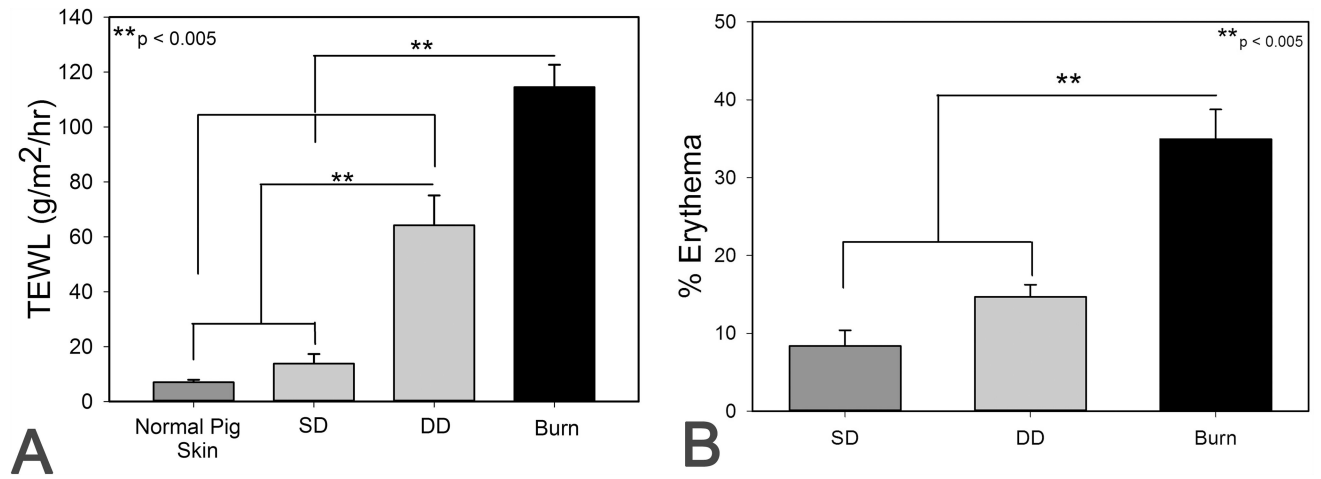 140
120
100
80
60
40
20
0
TEWL (g/m2/hr)
**p < 0.005
**
**
Normal Pig
Skin
SD
DD
Burn
A
50
40
30
20
10
0
% Erythema
**p < 0.005
**
SD
DD
Burn
B